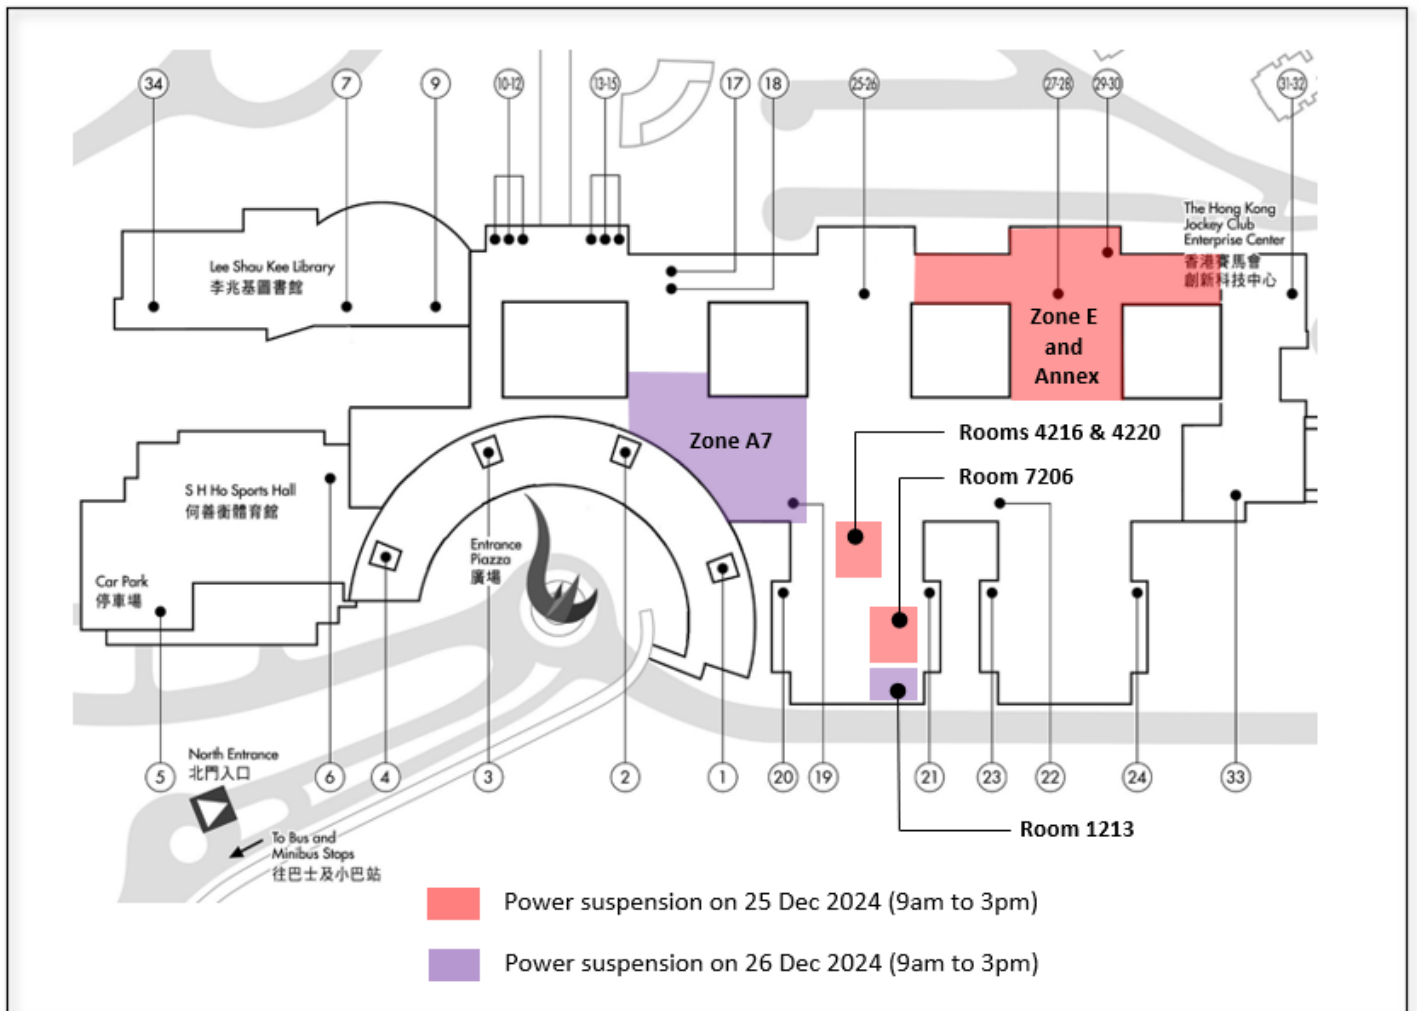 34
7
9
10-12
13-15
17
18
25-26
27-28
29-30
31-32
The Hong Kong
Jockey Club
Enterprise Center
香港賽馬會
創新科技中心
Lee Shau Kee Library
李兆基圖書館
Zone E
and
Annex
Zone A7
Rooms 4216 & 4220
Room 7206
S H Ho Sports Hall
何善衡體育館
Entrance
Piazza
廣場
Car Park
停車場
North Entrance
北門入口
5
6
4
3
2
1
20
19
21
23
22
24
33
To Bus and
Minibus Stops
往巴士及小巴站
Room 1213
Power suspension on 25 Dec 2024 (9am to 3pm)
Power suspension on 26 Dec 2024 (9am to 3pm)